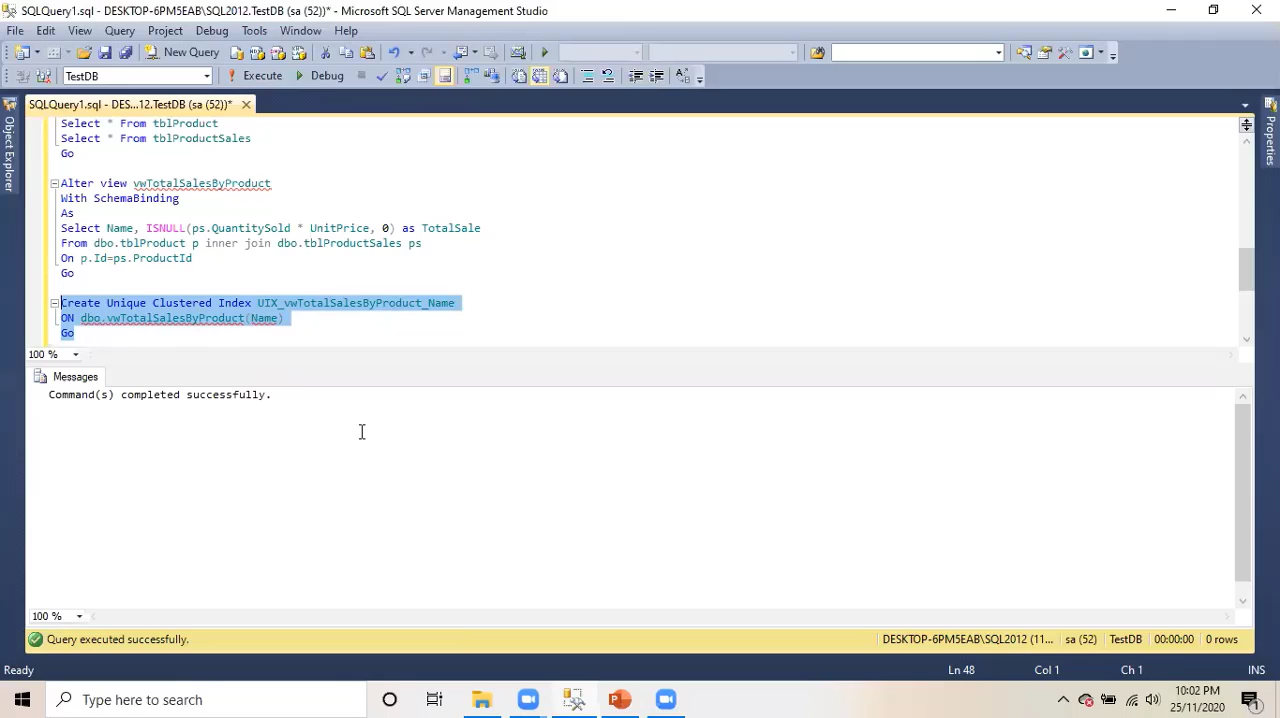 SQLQuery1.sql - DESKTOP-6PM5EAB\SQL2012.TestDB (sa (52))* - Microsoft SQL Server Management Studio
File Edit View Query Project Debug Tools Window Help
New Query
TestDB Execute Debug
SQLQuery1.sql - DES...12.TestDB (sa (52))*
Object Explorer
Properties
Select * From tblProduct
Select * From tblProductSales
Go
Alter view vwTotalSalesByProduct
With SchemaBinding
As
Select Name, ISNULL(ps.QuantitySold * UnitPrice, 0) as TotalSale
From dbo.tblProduct p inner join dbo.tblProductSales ps
On p.Id=ps.ProductId
Go
Create Unique Clustered Index UIX_vwTotalSalesByProduct_Name
ON dbo.vwTotalSalesByProduct(Name)
Go
100 %
Messages
Command(s) completed successfully.
100 %
Query executed successfully. DESKTOP-6PM5EAB\SQL2012 (11... sa (52) TestDB 00:00:00 0 rows
Ready Ln 48 Col 1 Ch 1 INS
Type here to search
10:02 PM
25/11/2020